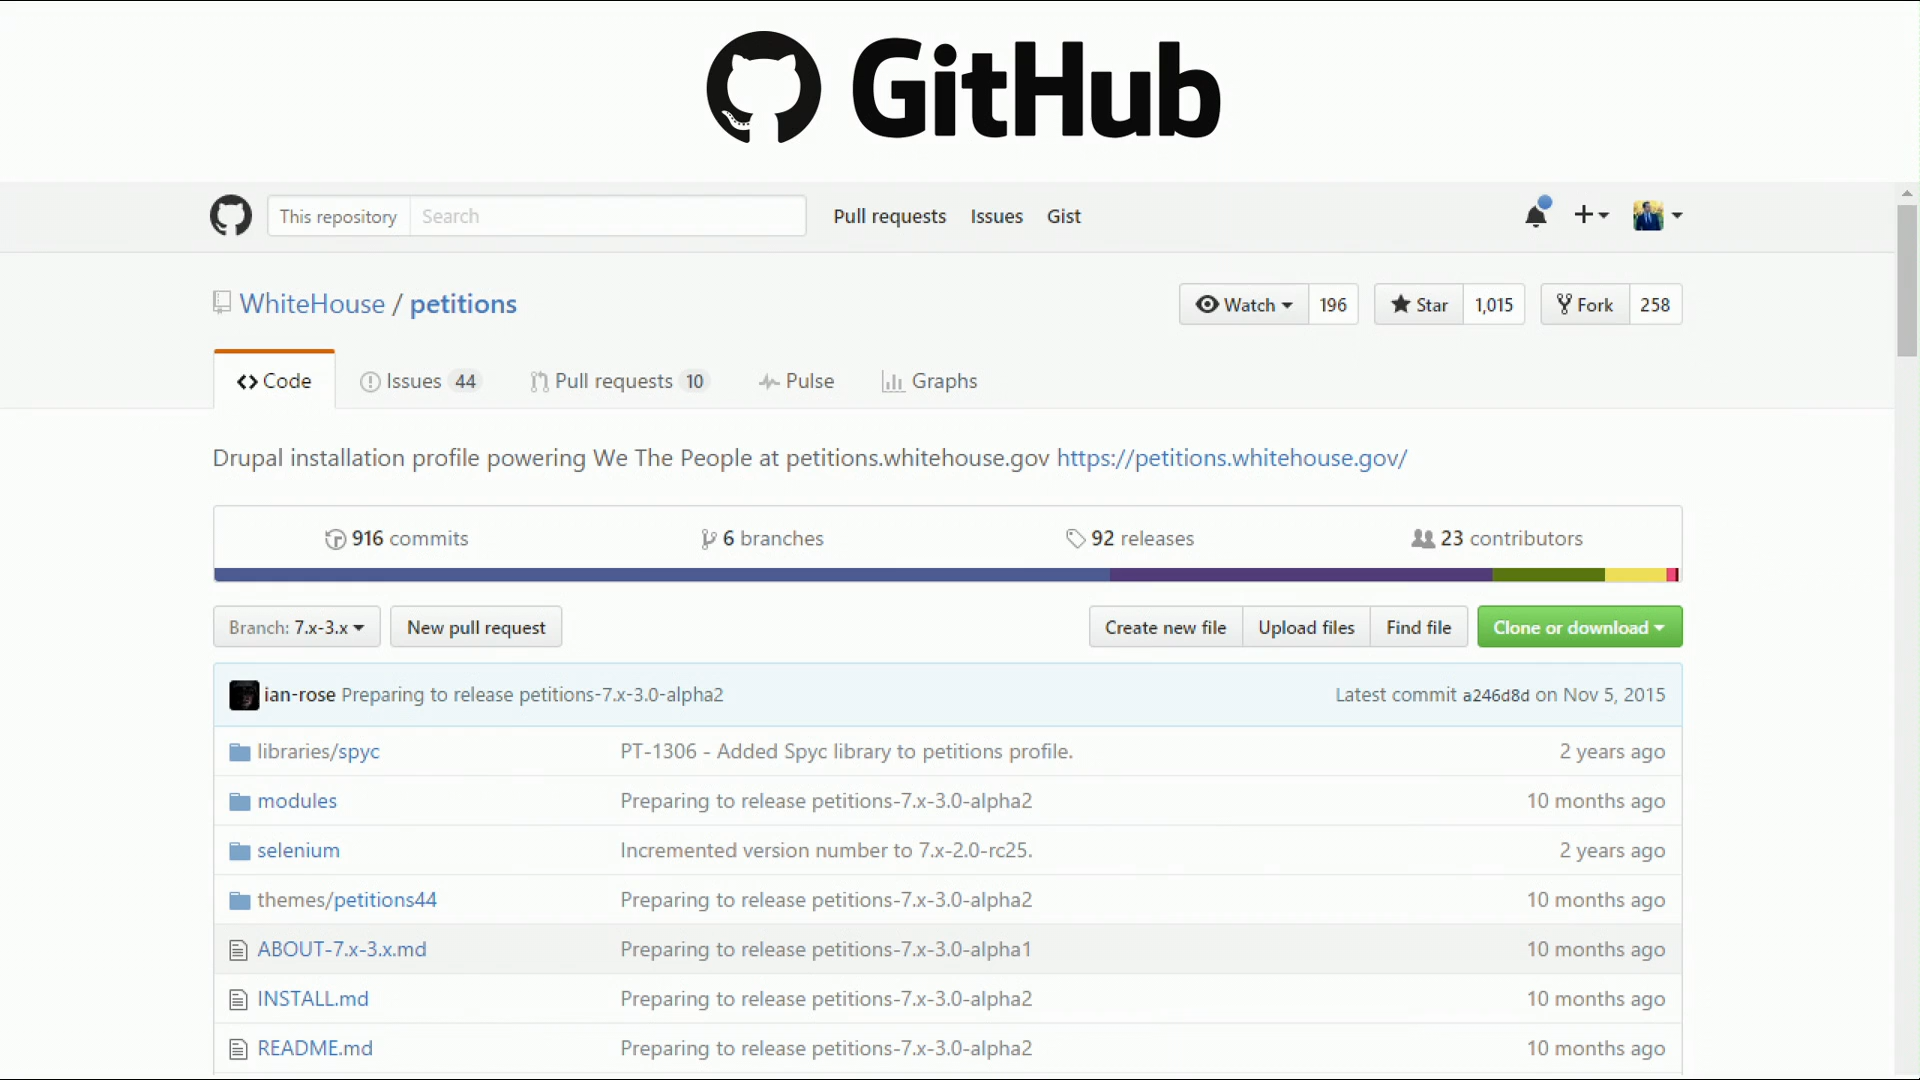 GitHub
This repository Search Pull requests Issues Gist
WhiteHouse / petitions Watch 196 Star 1,015 Fork 258
Code Issues 44 Pull requests 10 Pulse Graphs
Drupal installation profile powering We The People at petitions.whitehouse.gov https://petitions.whitehouse.gov/
916 commits 6 branches 92 releases 23 contributors
Branch: 7.x-3.x New pull request Create new file Upload files Find file Clone or download
ian-rose Preparing to release petitions-7.x-3.0-alpha2 Latest commit a246d8d on Nov 5, 2015
libraries/spyc PT-1306 - Added Spyc library to petitions profile. 2 years ago
modules Preparing to release petitions-7.x-3.0-alpha2 10 months ago
selenium Incremented version number to 7.x-2.0-rc25. 2 years ago
themes/petitions44 Preparing to release petitions-7.x-3.0-alpha2 10 months ago
ABOUT-7.x-3.x.md Preparing to release petitions-7.x-3.0-alpha1 10 months ago
INSTALL.md Preparing to release petitions-7.x-3.0-alpha2 10 months ago
README.md Preparing to release petitions-7.x-3.0-alpha2 10 months ago